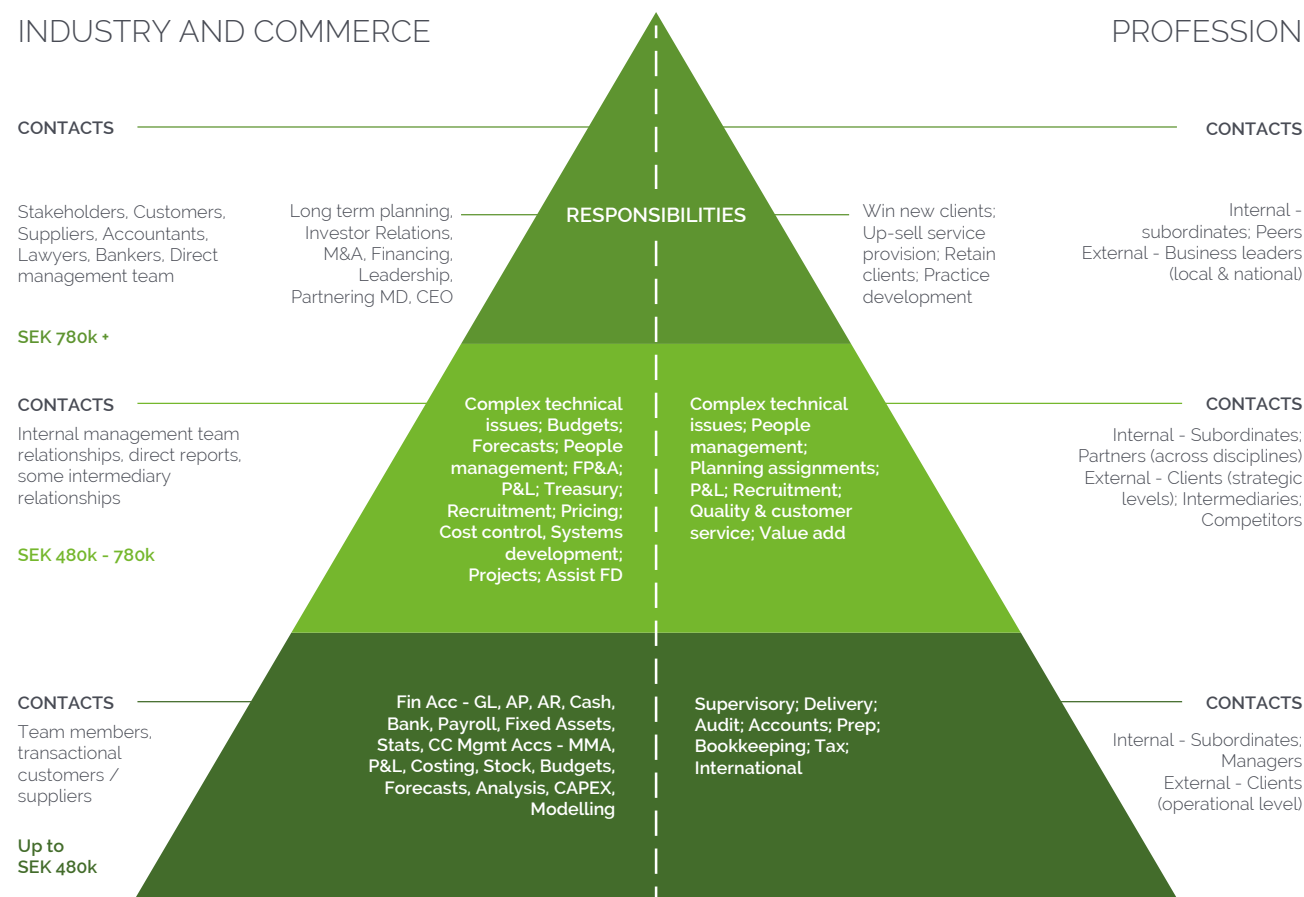 INDUSTRY AND COMMERCE
PROFESSION
CONTACTS
CONTACTS
Stakeholders, Customers,
Suppliers, Accountants,
Lawyers, Bankers, Direct
management team
SEK 780k +
Long term planning,
Investor Relations,
M&A, Financing,
Leadership,
Partnering MD, CEO
RESPONSIBILITIES
Win new clients;
Up-sell service
provision; Retain
clients; Practice
development
Internal -
subordinates; Peers
External - Business leaders
(local & national)
CONTACTS
Internal management team
relationships, direct reports,
some intermediary
relationships
SEK 480k - 780k
Complex technical
issues; Budgets;
Forecasts; People
management; FP&A;
P&L; Treasury;
Recruitment; Pricing;
Cost control, Systems
development;
Projects; Assist FD
Complex technical
issues; People
management;
Planning assignments;
P&L; Recruitment;
Quality & customer
service; Value add
CONTACTS
Internal - Subordinates;
Partners (across disciplines)
External - Clients (strategic
levels); Intermediaries;
Competitors
CONTACTS
Team members,
transactional
customers /
suppliers
Up to
SEK 480k
Fin Acc - GL, AP, AR, Cash,
Bank, Payroll, Fixed Assets,
Stats, CC Mgmt Accs - MMA,
P&L, Costing, Stock, Budgets,
Forecasts, Analysis, CAPEX,
Modelling
Supervisory; Delivery;
Audit; Accounts; Prep;
Bookkeeping; Tax;
International
CONTACTS
Internal - Subordinates;
Managers
External - Clients
(operational level)